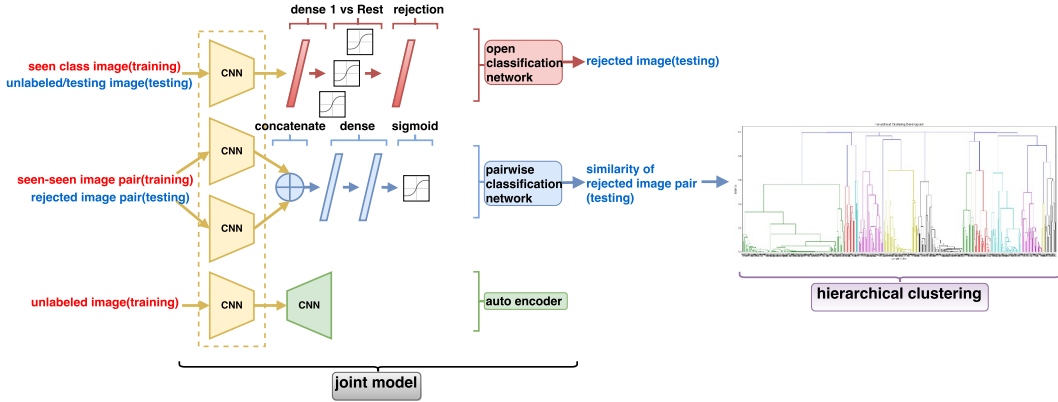 dense 1 vs Rest rejection
seen class image(training)
unlabeled/testing image(testing)
CNN
open
classification
network
rejected image(testing)
concatenate dense sigmoid
CNN
seen-seen image pair(training)
rejected image pair(testing)
CNN
pairwise
classification
network
similarity of
rejected image pair
(testing)
unlabeled image(training)
CNN
CNN
auto encoder
joint model
hierarchical clustering